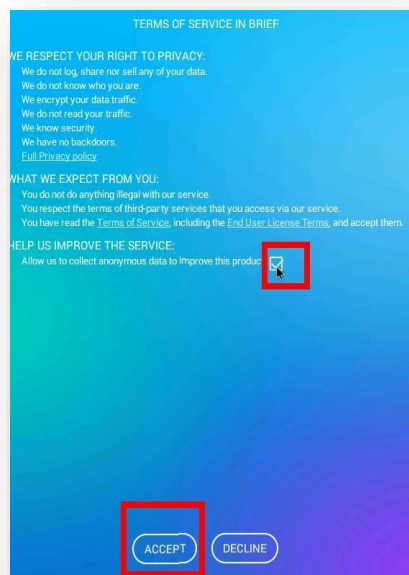 TERMS OF SERVICE IN BRIEF
WE RESPECT YOUR RIGHT TO PRIVACY:
We do not log, share nor sell any of your data.
We do not know who you are.
We encrypt your data traffic.
We do not read your traffic.
We know security.
We have no backdoors.
Full Privacy policy
WHAT WE EXPECT FROM YOU:
You do not do anything illegal with our service.
You respect the terms of third-party services that you access via our service.
You have read the Terms of Service, including the End User License Terms, and accept them.
HELP US IMPROVE THE SERVICE:
Allow us to collect anonymous data to improve this produc
ACCEPT
DECLINE